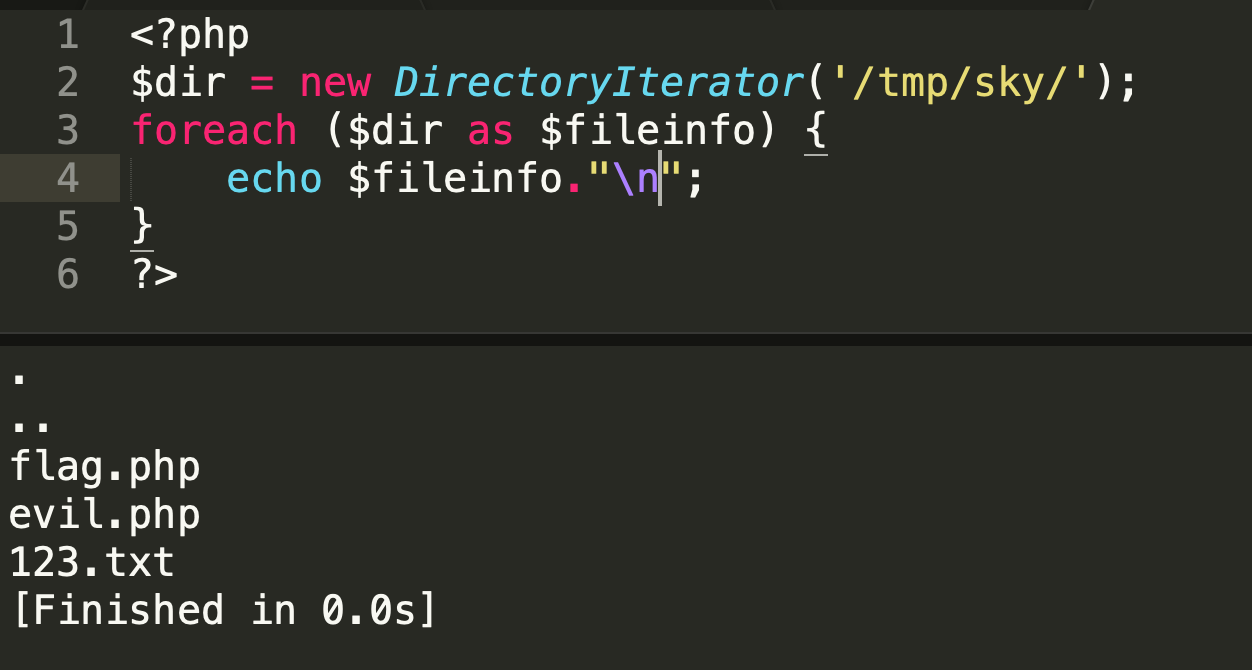 1 <?php
2 $dir = new DirectoryIterator('/tmp/sky/');
3 foreach ($dir as $fileinfo) {
4     echo $fileinfo."\n";
5 }
6 ?>
.
..
flag.php
evil.php
123.txt
[Finished in 0.0s]